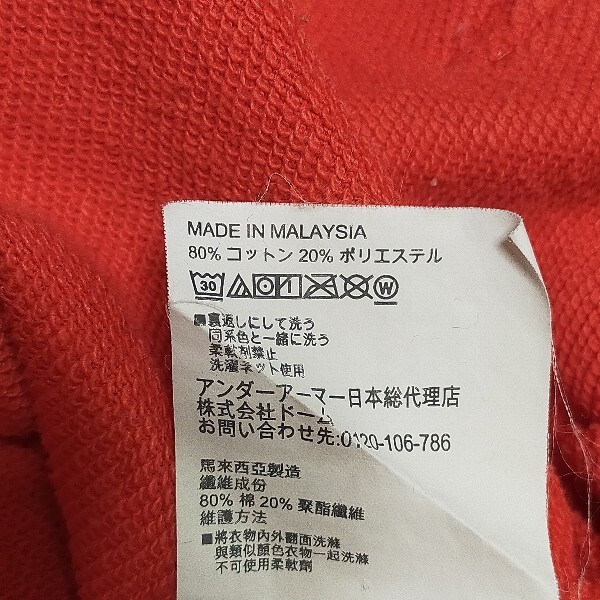 MADE IN MALAYSIA
80% コットン 20% ポリエステル
30 W
裏返しにして洗う
同系色と一緒に洗う
柔軟剤禁止
洗濯ネット使用
アンダーアーマー日本総代理店
株式会社ドーム
お問い合わせ先:0120-106-786
馬來西亞製造
纖維成份
80% 棉 20% 聚酯纖維
維護方法
將衣物內外翻面洗滌
與類似顏色衣物一起洗滌
不可使用柔軟劑